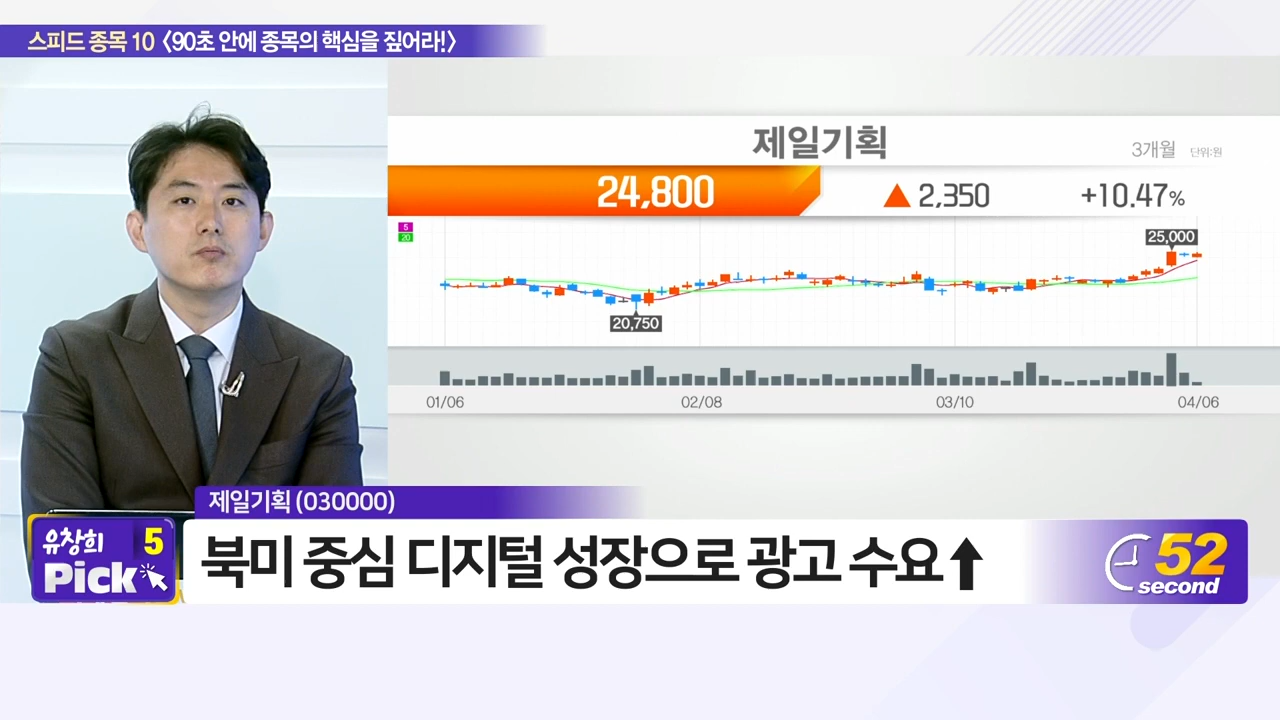 스피드 종목 10 〈90초 안에 종목의 핵심을 짚어라!〉
제일기획
3개월 단위:원
24,800 ▲ 2,350 +10.47%
5
20
25,000
20,750
01/06 02/08 03/10 04/06
제일기획 (030000)
유창희 5
Pick
북미 중심 디지털 성장으로 광고 수요⬆
52
second